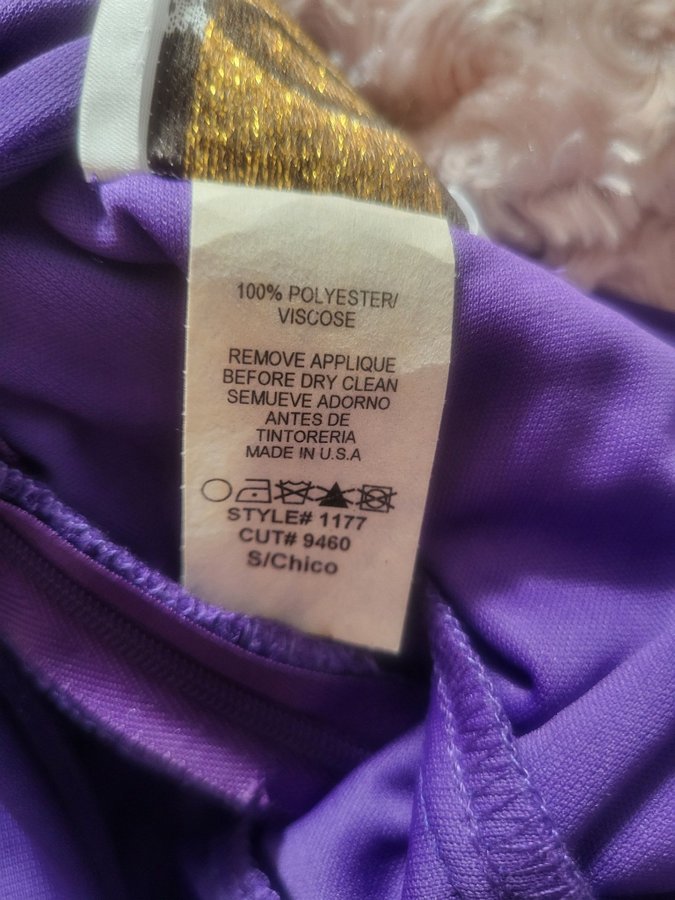 100% POLYESTER/
VISCOSE
REMOVE APPLIQUE
BEFORE DRY CLEAN
SEMUEVE ADORNO
ANTES DE
TINTORERIA
MADE IN U.S.A
STYLE# 1177
CUT# 9460
S/Chico